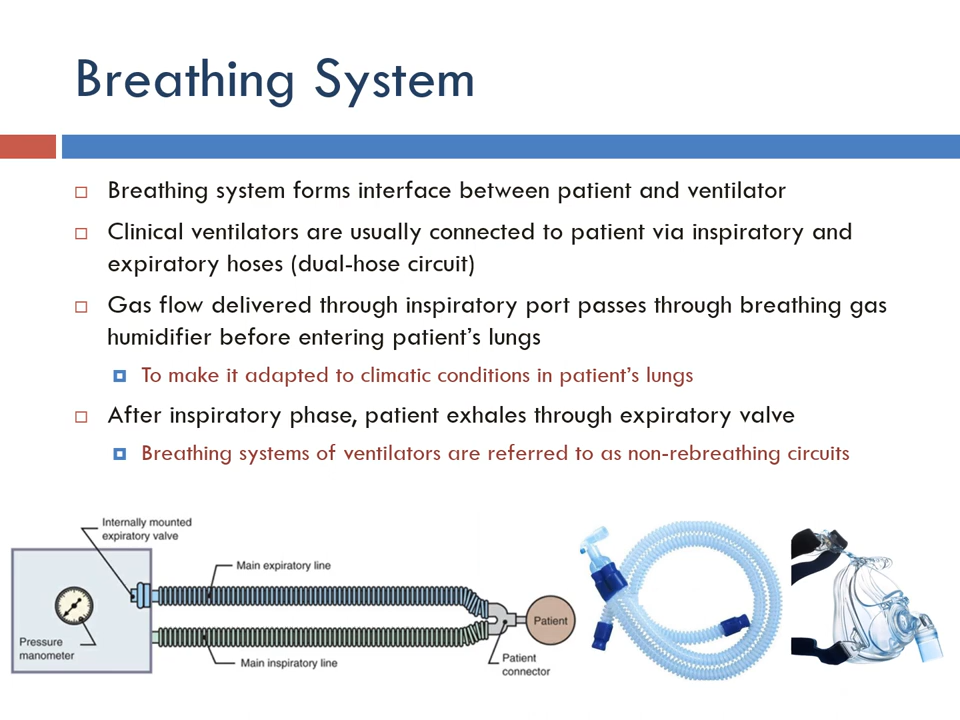 Breathing System
Breathing system forms interface between patient and ventilator
Clinical ventilators are usually connected to patient via inspiratory and
expiratory hoses (dual-hose circuit)
Gas flow delivered through inspiratory port passes through breathing gas
humidifier before entering patient's lungs
To make it adapted to climatic conditions in patient's lungs
After inspiratory phase, patient exhales through expiratory valve
Breathing systems of ventilators are referred to as non-rebreathing circuits
Internally mounted
expiratory valve
Main expiratory line
Pressure
manometer
Patient
Main inspiratory line
Patient
connector